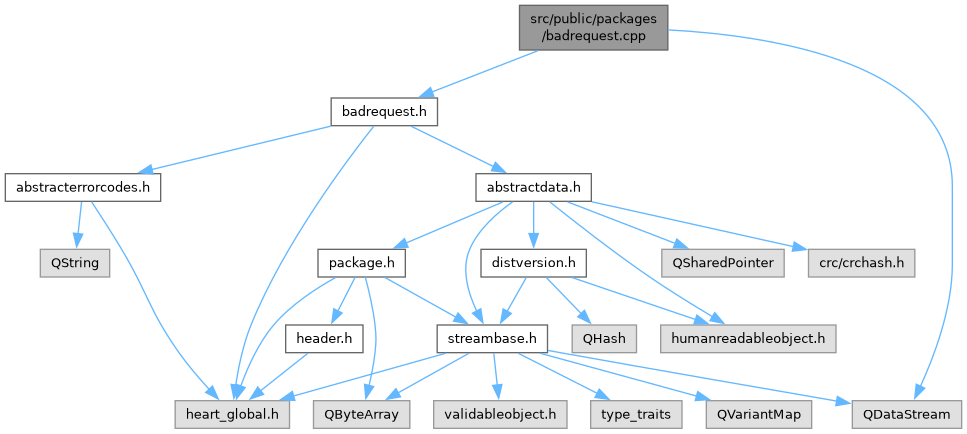 src/public/packages
/badrequest.cpp
badrequest.h
abstracterrorcodes.h
abstractdata.h
QString
package.h
distversion.h
QSharedPointer
crc/crchash.h
header.h
streambase.h
QHash
humanreadableobject.h
heart_global.h
QByteArray
validableobject.h
type_traits
QVariantMap
QDataStream